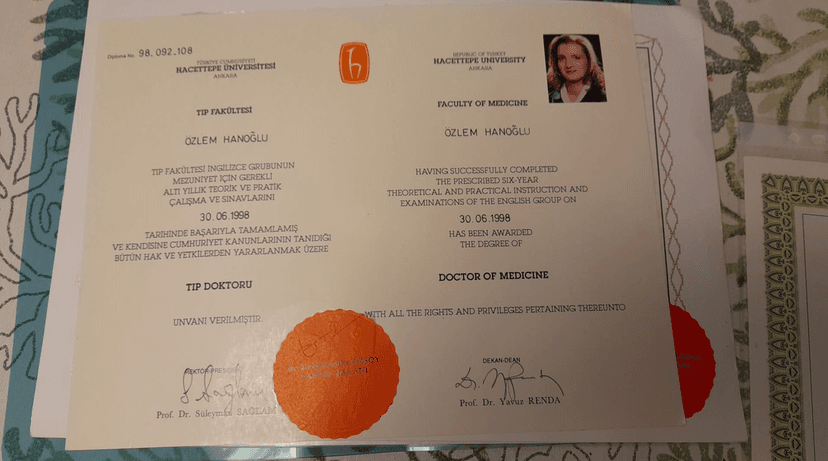 Diploma No. 98.092.108
TÜRKİYE CUMHURİYETİ
HACETTEPE ÜNİVERSİTESİ
ANKARA
TIP FAKÜLTESİ
ÖZLEM HANOĞLU
TIP FAKÜLTESİ İNGİLİZCE GRUBUNUN
MEZUNİYET İÇİN GEREKLİ
ALTI YILLIK TEORİK VE PRATİK
ÇALIŞMA VE SINAVLARINI
30.06.1998
TARİHİNDE BAŞARIYLA TAMAMLAMIŞ
VE KENDİSİNE CUMHURİYET KANUNLARININ TANIDIĞI
BÜTÜN HAK VE YETKİLERDEN YARARLANMAK ÜZERE
TIP DOKTORU
UNVANI VERİLMİŞTİR.
REKTÖR-PRESIDENT
Prof. Dr. Süleyman SAĞLAM
REPUBLIC OF TURKEY
HACETTEPE UNIVERSITY
ANKARA
FACULTY OF MEDICINE
ÖZLEM HANOĞLU
HAVING SUCCESSFULLY COMPLETED
THE PRESCRIBED SIX-YEAR
THEORETICAL AND PRACTICAL INSTRUCTION AND
EXAMINATIONS OF THE ENGLISH GROUP ON
30.06.1998
HAS BEEN AWARDED
THE DEGREE OF
DOCTOR OF MEDICINE
WITH ALL THE RIGHTS AND PRIVILEGES PERTAINING THEREUNTO
DEKAN-DEAN
Prof. Dr. Yavuz RENDA